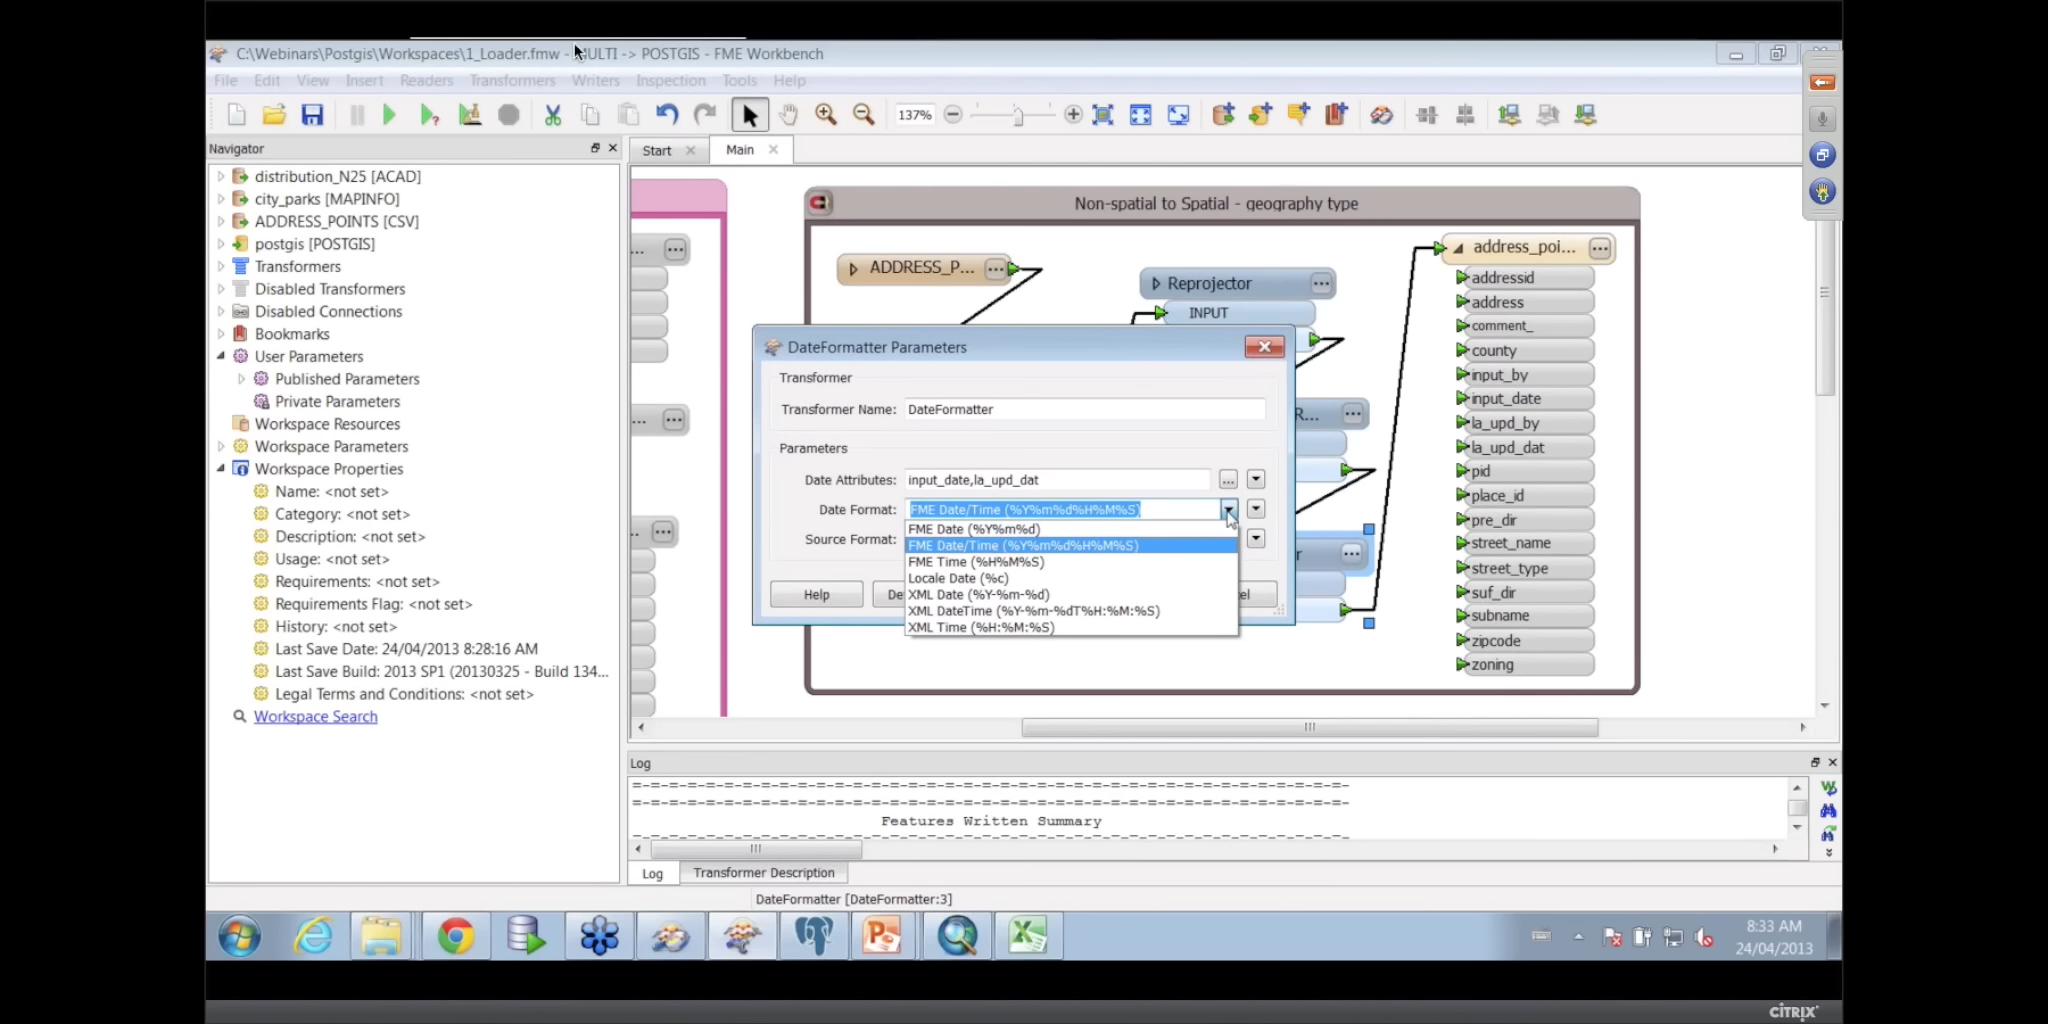 C:\Webinars\Postgis\Workspaces\1_Loader.fmw - MULTI -> POSTGIS - FME Workbench
File Edit View Insert Readers Transformers Writers Inspection Tools Help
137%
Navigator
Start
Main
distribution_N25 [ACAD]
city_parks [MAPINFO]
ADDRESS_POINTS [CSV]
postgis [POSTGIS]
Transformers
Disabled Transformers
Disabled Connections
Bookmarks
User Parameters
Published Parameters
Private Parameters
Workspace Resources
Workspace Parameters
Workspace Properties
Name: <not set>
Category: <not set>
Description: <not set>
Usage: <not set>
Requirements: <not set>
Requirements Flag: <not set>
History: <not set>
Last Save Date: 24/04/2013 8:28:16 AM
Last Save Build: 2013 SP1 (20130325 - Build 134...
Legal Terms and Conditions: <not set>
Workspace Search
Non-spatial to Spatial - geography type
ADDRESS_P...
Reprojector
INPUT
R...
r
address_poi...
addressid
address
comment_
county
input_by
input_date
la_upd_by
la_upd_dat
pid
place_id
pre_dir
street_name
street_type
suf_dir
subname
zipcode
zoning
DateFormatter Parameters
Transformer
Transformer Name: DateFormatter
Parameters
Date Attributes: input_date,la_upd_dat
Date Format: FME Date/Time (%Y%m%d%H%M%S)
Source Format:
FME Date (%Y%m%d)
FME Date/Time (%Y%m%d%H%M%S)
FME Time (%H%M%S)
Locale Date (%c)
XML Date (%Y-%m-%d)
XML DateTime (%Y-%m-%dT%H:%M:%S)
XML Time (%H:%M:%S)
Help
De
el
Log
=-=-=-=-=-=-=-=-=-=-=-=-=-=-=-=-=-=-=-=-=-=-=-=-=-=-=-=-=-=-=-=-=-=-=-=-=-
=-=-=-=-=-=-=-=-=-=-=-=-=-=-=-=-=-=-=-=-=-=-=-=-=-=-=-=-=-=-=-=-=-=-=-=-=-
Features Written Summary
Log
Transformer Description
DateFormatter [DateFormatter:3]
8:33 AM
24/04/2013
CITRIX